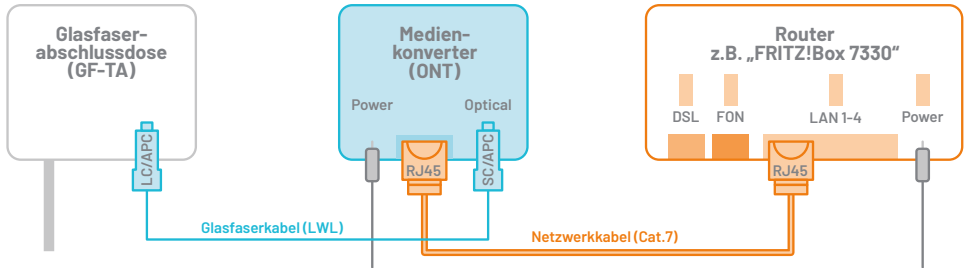 Glasfaser-
abschlussdose
(GF-TA)
LC/APC
Medien-
konverter
(ONT)
Power
Optical
RJ45
SC/APC
Router
z.B. „FRITZ!Box 7330“
DSL
FON
LAN 1-4
Power
RJ45
Glasfaserkabel (LWL)
Netzwerkkabel (Cat.7)